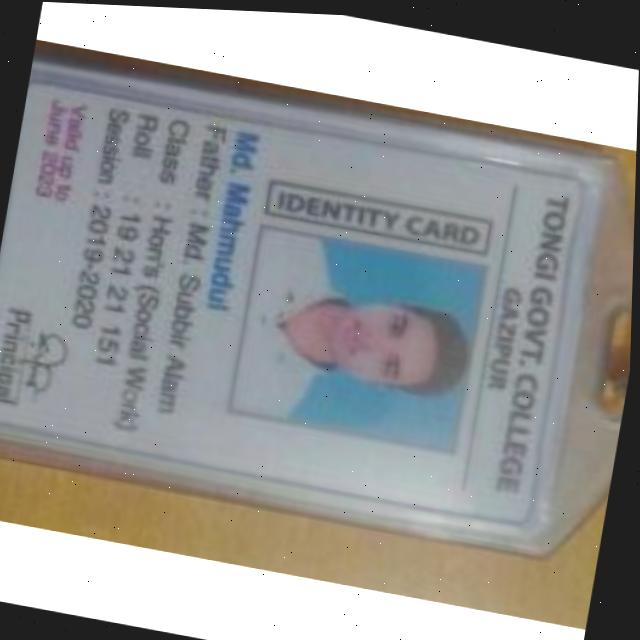 TONGI GOVT. COLLEGE
GAZIPUR
IDENTITY CARD
Md. Mahmudul
Father : Md. Subbir Alam
Class : Hon's (Social Work)
Roll : 19 21 21 151
Session : 2019-2020
Valid up to
June 2023
Principal